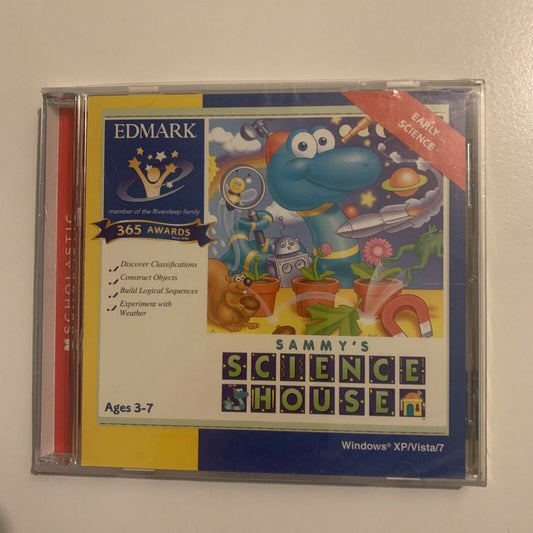 EDMARK
member of the Riverdeep family
365 AWARDS
Discover Classifications
Construct Objects
Build Logical Sequences
Experiment with
Weather
Ages 3-7
EARLY
SCIENCE
SAMMY'S
SCIENCE
HOUSE
Windows® XP/Vista/7
SCHOLASTIC